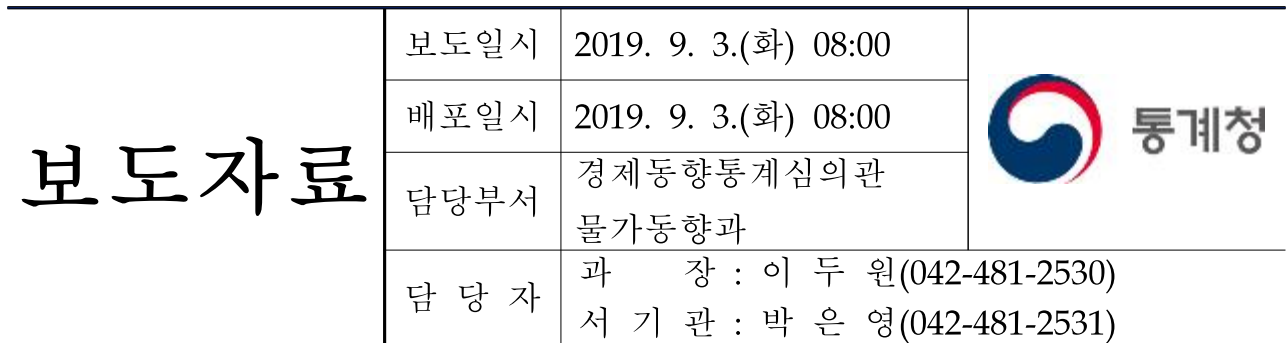 보도자료
보도일시 2019. 9. 3.(화) 08:00
배포일시 2019. 9. 3.(화) 08:00
담당부서 경제동향통계심의관
물가동향과
담 당 자 과 장 : 이 두 원(042-481-2530)
서 기 관 : 박 은 영(042-481-2531)
통계청